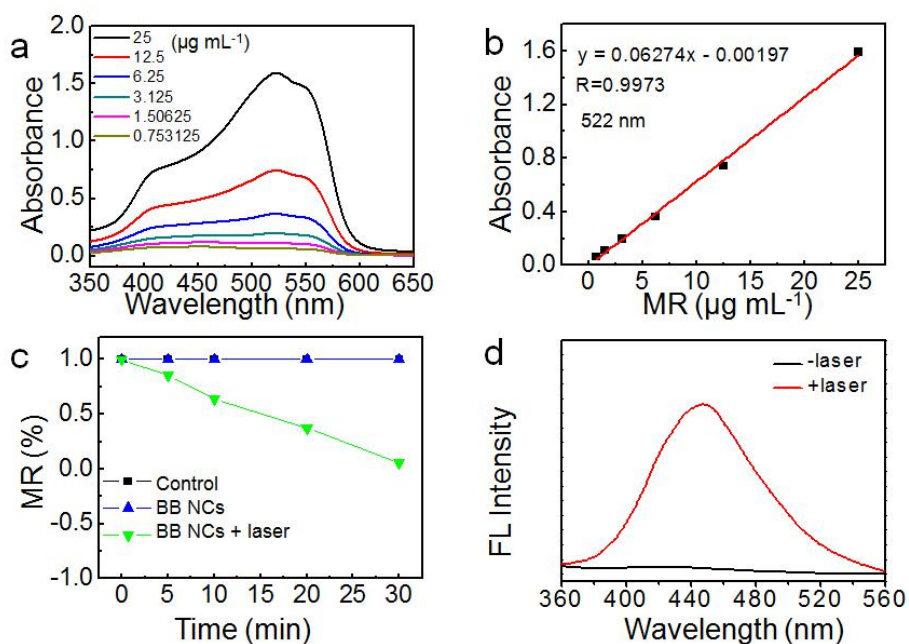 a
25 (µg mL-1)
12.5
6.25
3.125
1.50625
0.753125
2.0
1.5
1.0
0.5
0.0
Absorbance
350 400 450 500 550 600 650
Wavelength (nm)
b
y = 0.06274x - 0.00197
R=0.9973
522 nm
1.6
1.2
0.8
0.4
0.0
Absorbance
0 5 10 15 20 25
MR (µg mL-1)
c
1.0
0.5
0.0
-0.5
-1.0
MR (%)
Control
BB NCs
BB NCs + laser
0 5 10 15 20 25 30
Time (min)
d
-laser
+laser
FL Intensity
360 400 440 480 520 560
Wavelength (nm)